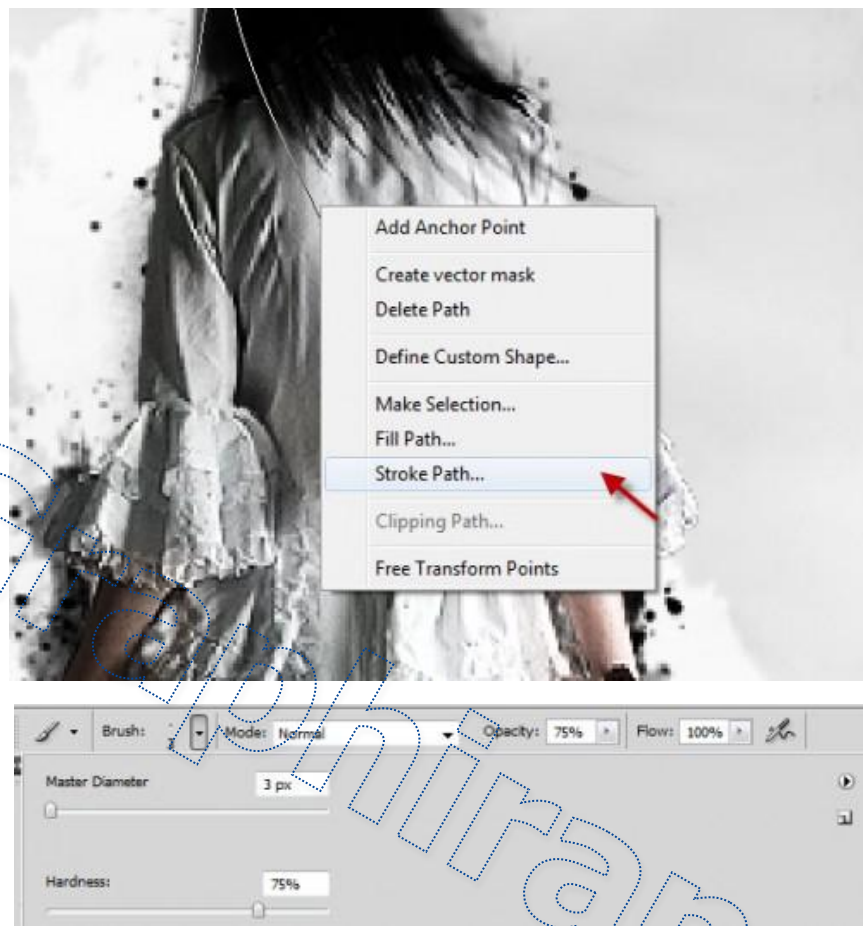 Add Anchor Point
Create vector mask
Delete Path
Define Custom Shape...
Make Selection...
Fill Path...
Stroke Path...
Clipping Path...
Free Transform Points
Brush: 3 Mode: Normal Opacity: 75% Flow: 100%
Master Diameter 3 px
Hardness: 75%